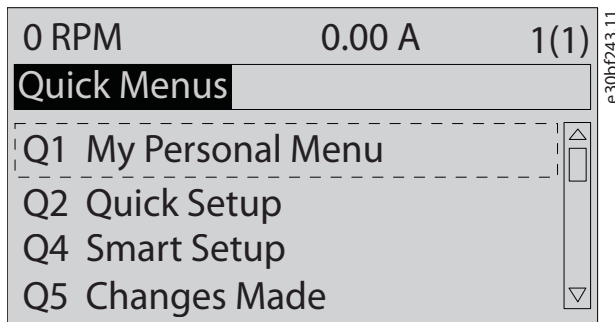 0 RPM 0.00 A 1(1)
Quick Menus
Q1 My Personal Menu
Q2 Quick Setup
Q4 Smart Setup
Q5 Changes Made
e30bf243.11